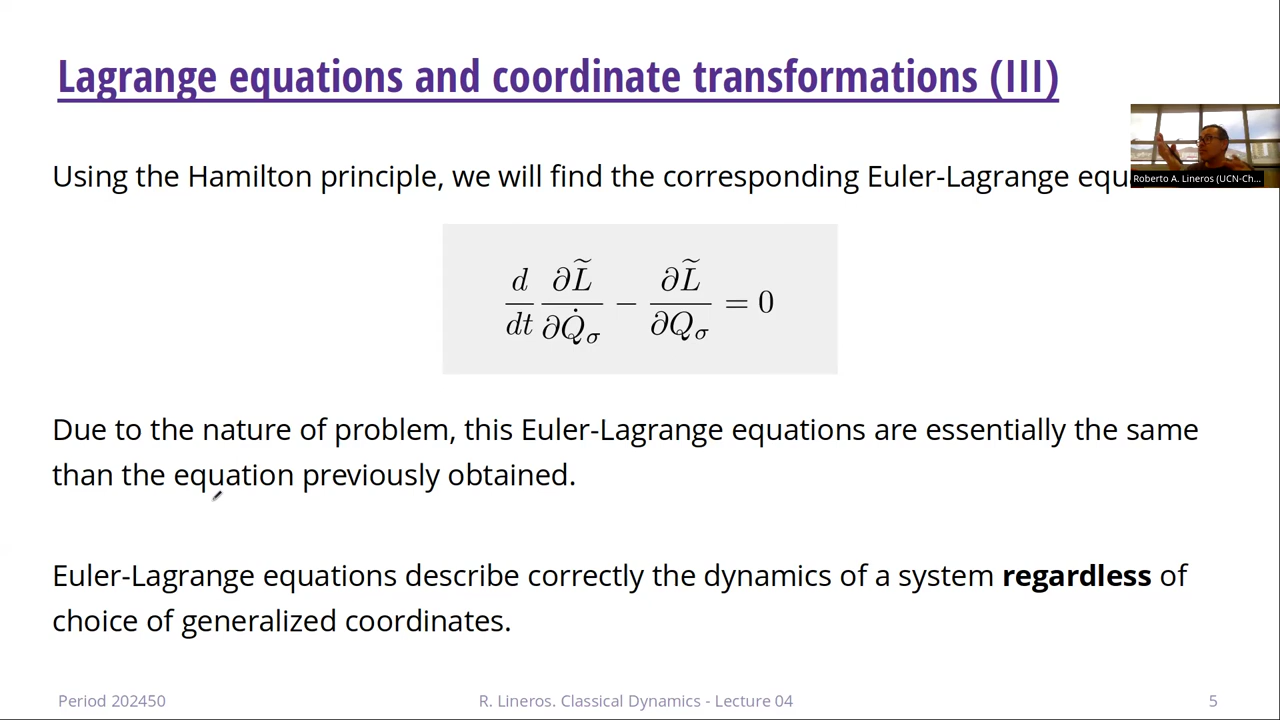 Lagrange equations and coordinate transformations (III)
Using the Hamilton principle, we will find the corresponding Euler-Lagrange equ
Roberto A. Lineros (UCN-Ch...
d/dt ∂L̃/∂Q̇σ − ∂L̃/∂Qσ = 0
Due to the nature of problem, this Euler-Lagrange equations are essentially the same
than the equation previously obtained.
Euler-Lagrange equations describe correctly the dynamics of a system regardless of
choice of generalized coordinates.
Period 202450 R. Lineros. Classical Dynamics - Lecture 04 5